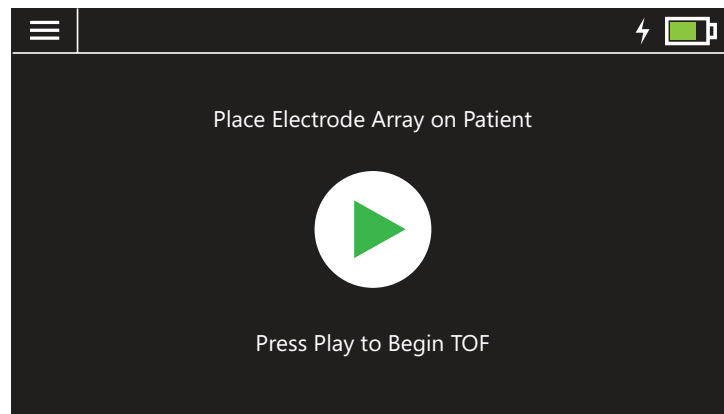 Place Electrode Array on Patient
Press Play to Begin TOF